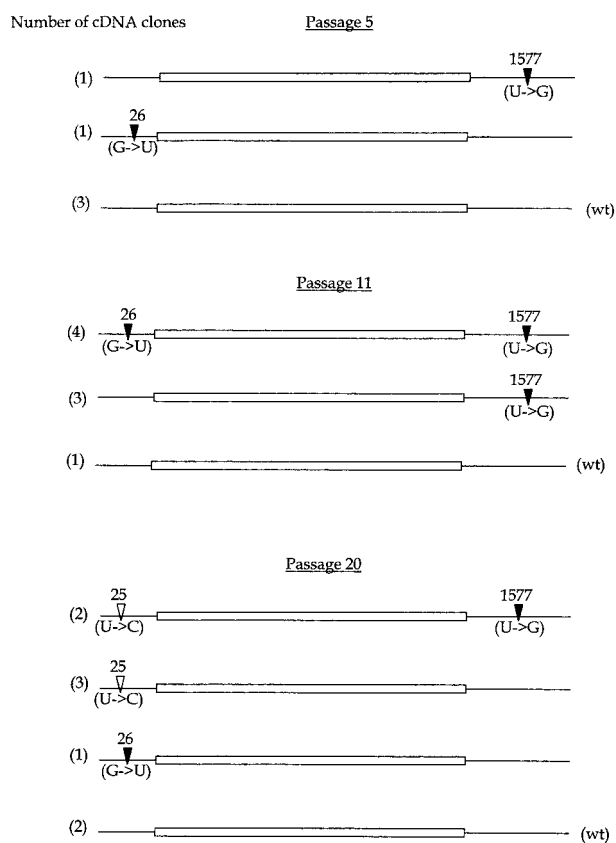 Number of cDNA clones Passage 5
1577
(1)
(U->G)
26
(1)
(G->U)
(3) (wt)
Passage 11
26 1577
(4)
(G->U) (U->G)
1577
(3)
(U->G)
(1) (wt)
Passage 20
25 1577
(2)
(U->C) (U->G)
25
(3)
(U->C)
26
(1)
(G->U)
(2) (wt)